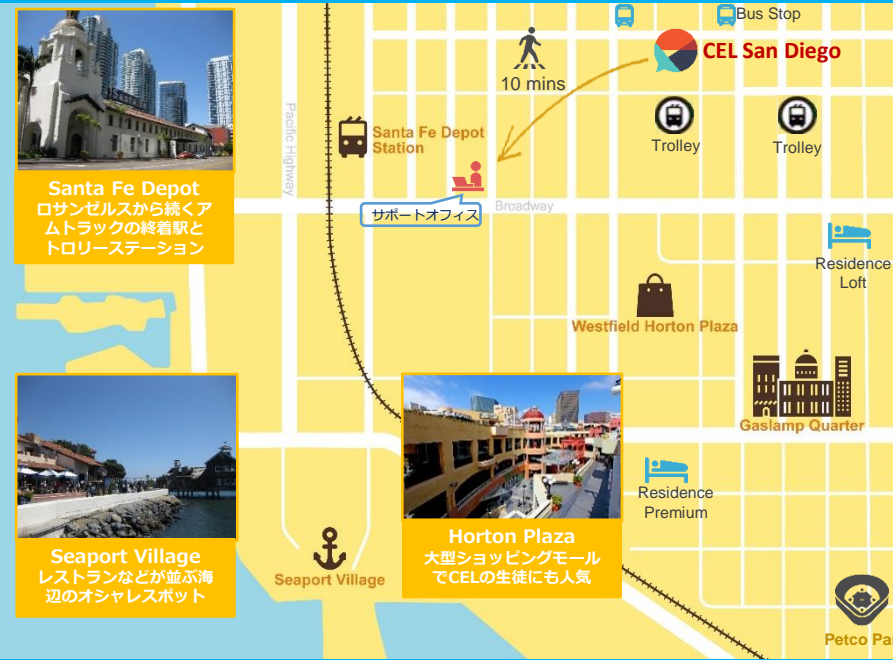 Bus Stop
CEL San Diego
10 mins
Pacific Highway
Santa Fe Depot
Station
Trolley
Trolley
Santa Fe Depot
ロサンゼルスから続くア
ムトラックの終着駅と
トロリーステーション
サポートオフィス
Broadway
Residence
Loft
Westfield Horton Plaza
Gaslamp Quarter
Residence
Premium
Horton Plaza
大型ショッピングモール
でCELの生徒にも人気
Seaport Village
レストランなどが並ぶ海
辺のオシャレスポット
Seaport Village
Petco Pa